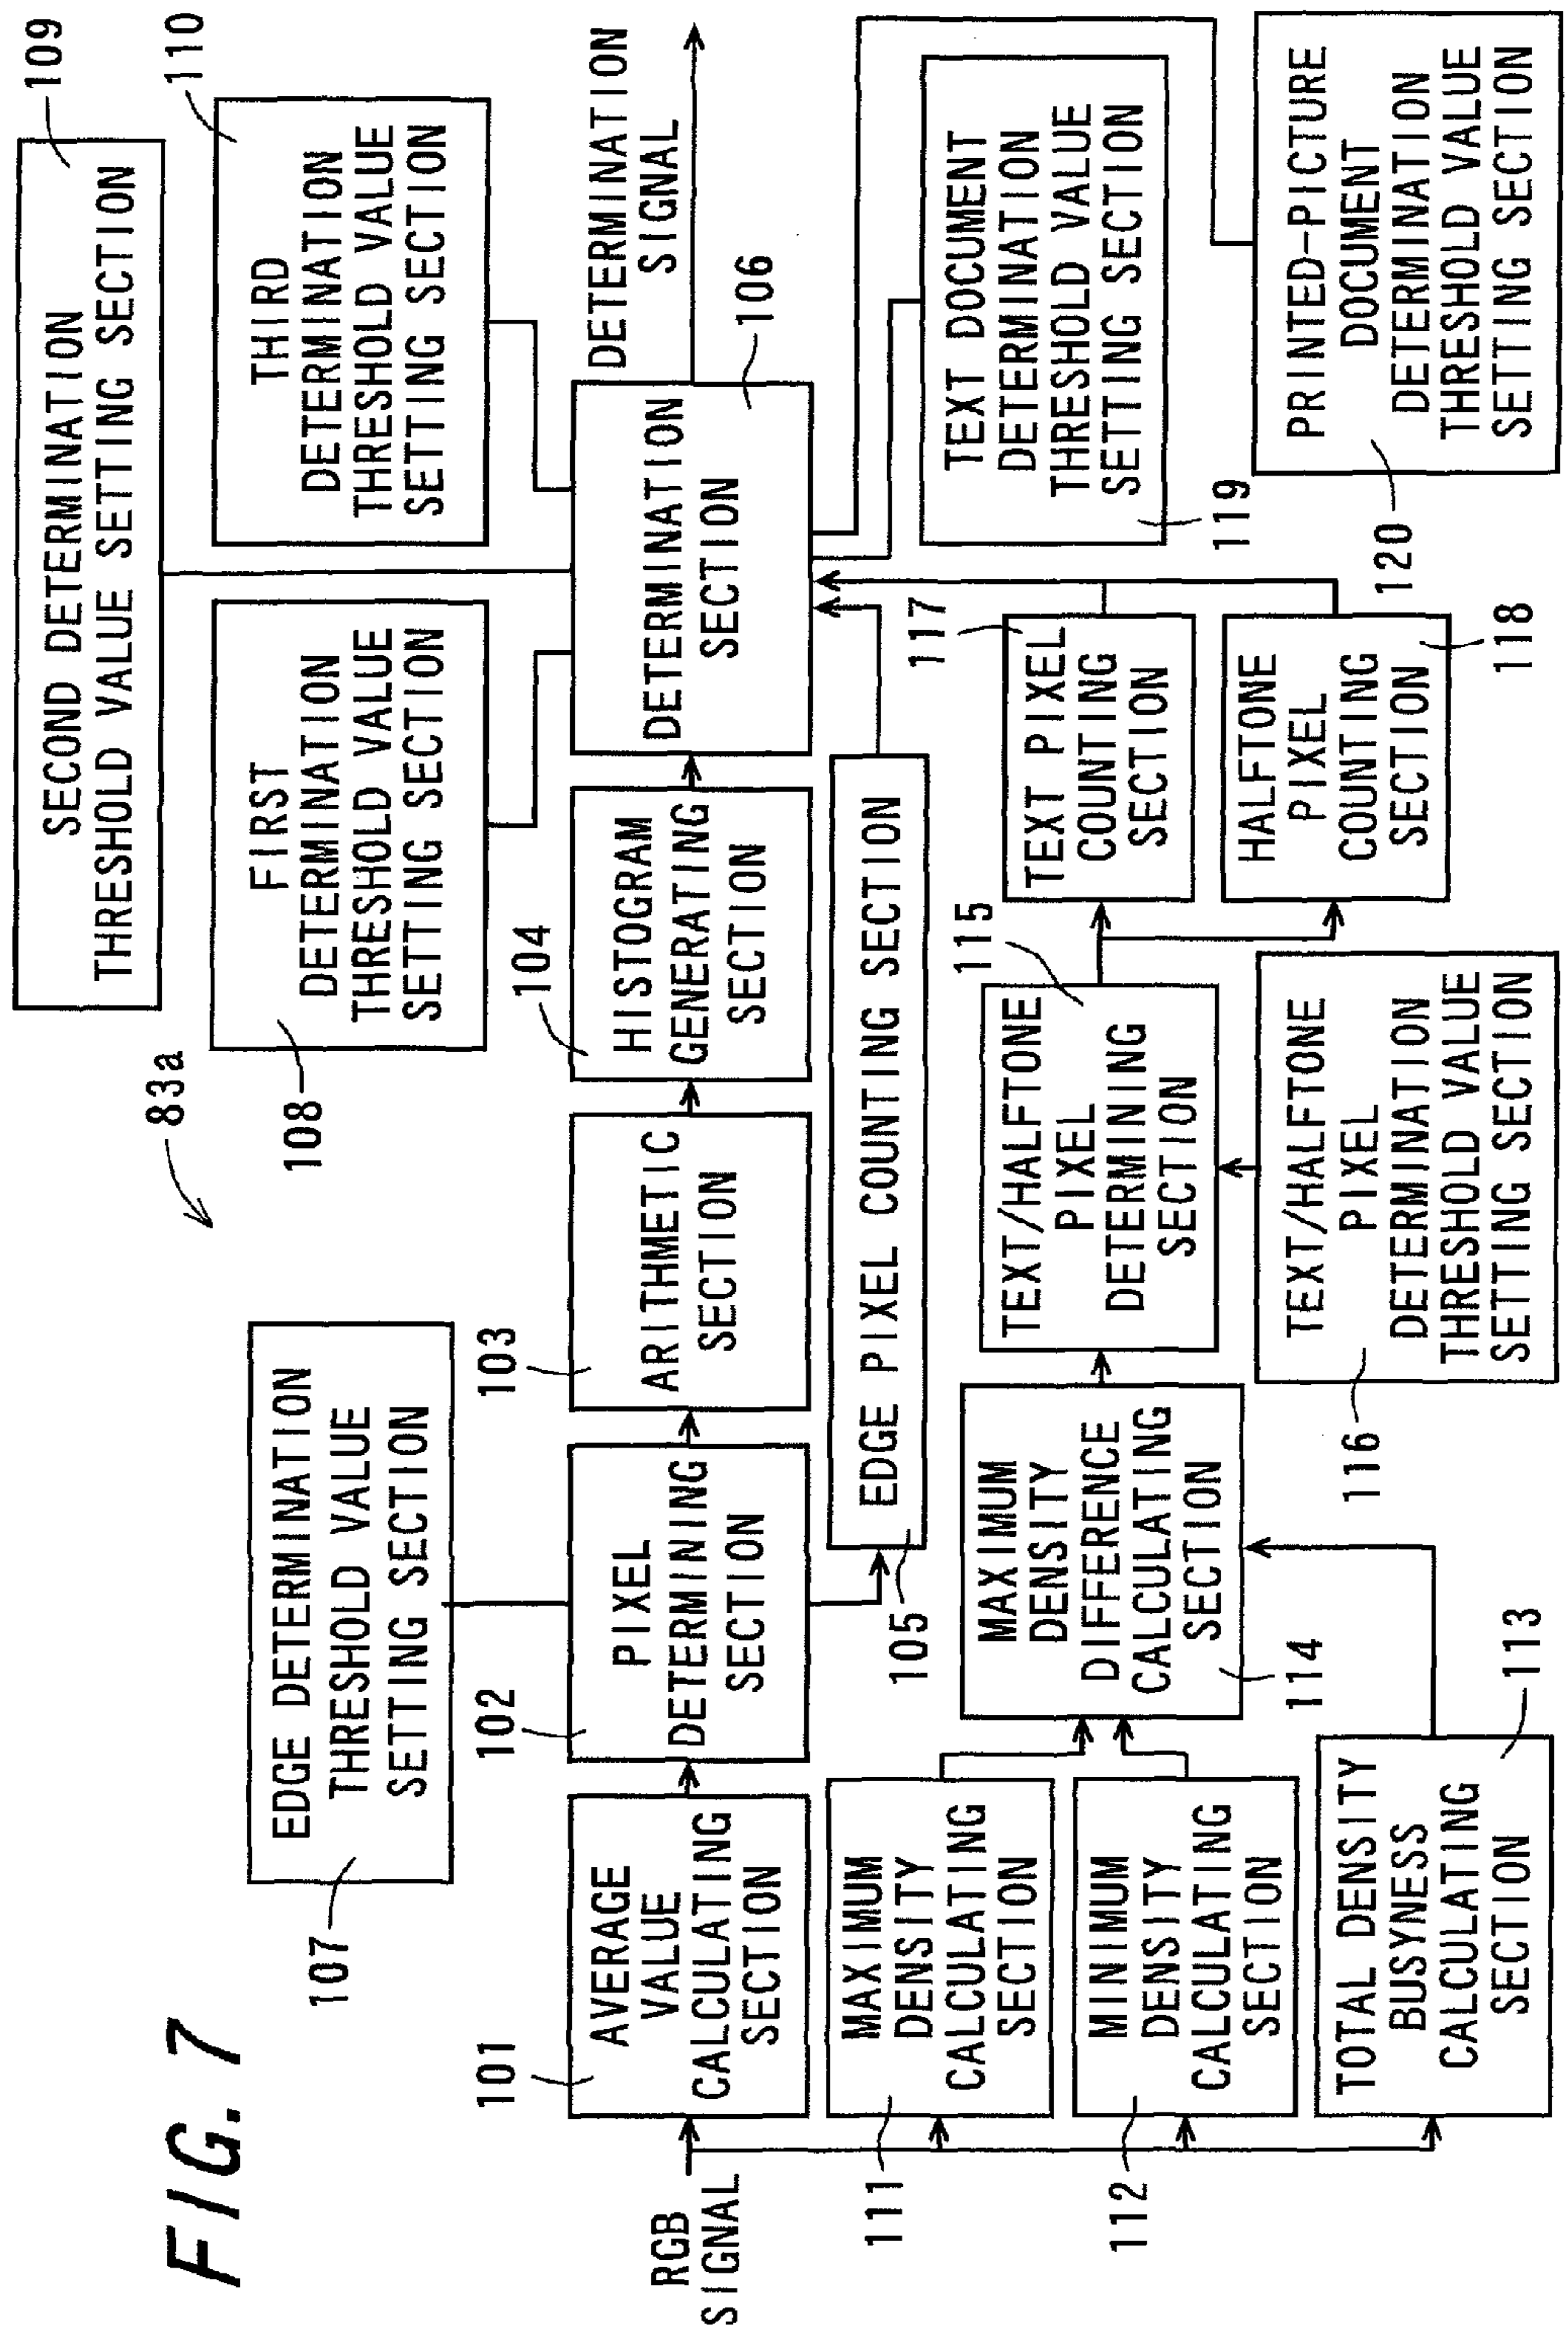 FIG. 7
83a
109
SECOND DETERMINATION
THRESHOLD VALUE SETTING SECTION
107
EDGE DETERMINATION
THRESHOLD VALUE
SETTING SECTION
108
FIRST
DETERMINATION
THRESHOLD VALUE
SETTING SECTION
110
THIRD
DETERMINATION
THRESHOLD VALUE
SETTING SECTION
RGB
SIGNAL
101
AVERAGE
VALUE
CALCULATING
SECTION
102
PIXEL
DETERMINING
SECTION
103
ARITHMETIC
SECTION
104
HISTOGRAM
GENERATING
SECTION
DETERMINATION
SECTION
106
DETERMINATION
SIGNAL
105
EDGE PIXEL COUNTING SECTION
111
MAXIMUM
DENSITY
CALCULATING
SECTION
112
MINIMUM
DENSITY
CALCULATING
SECTION
TOTAL DENSITY
BUSYNESS
CALCULATING
SECTION
113
MAXIMUM
DENSITY
DIFFERENCE
CALCULATING
SECTION
114
115
TEXT/HALFTONE
PIXEL
DETERMINING
SECTION
116
TEXT/HALFTONE
PIXEL
DETERMINATION
THRESHOLD VALUE
SETTING SECTION
117
TEXT PIXEL
COUNTING
SECTION
HALFTONE
PIXEL
COUNTING
SECTION
118
TEXT DOCUMENT
DETERMINATION
THRESHOLD VALUE
SETTING SECTION
119
120
PRINTED-PICTURE
DOCUMENT
DETERMINATION
THRESHOLD VALUE
SETTING SECTION